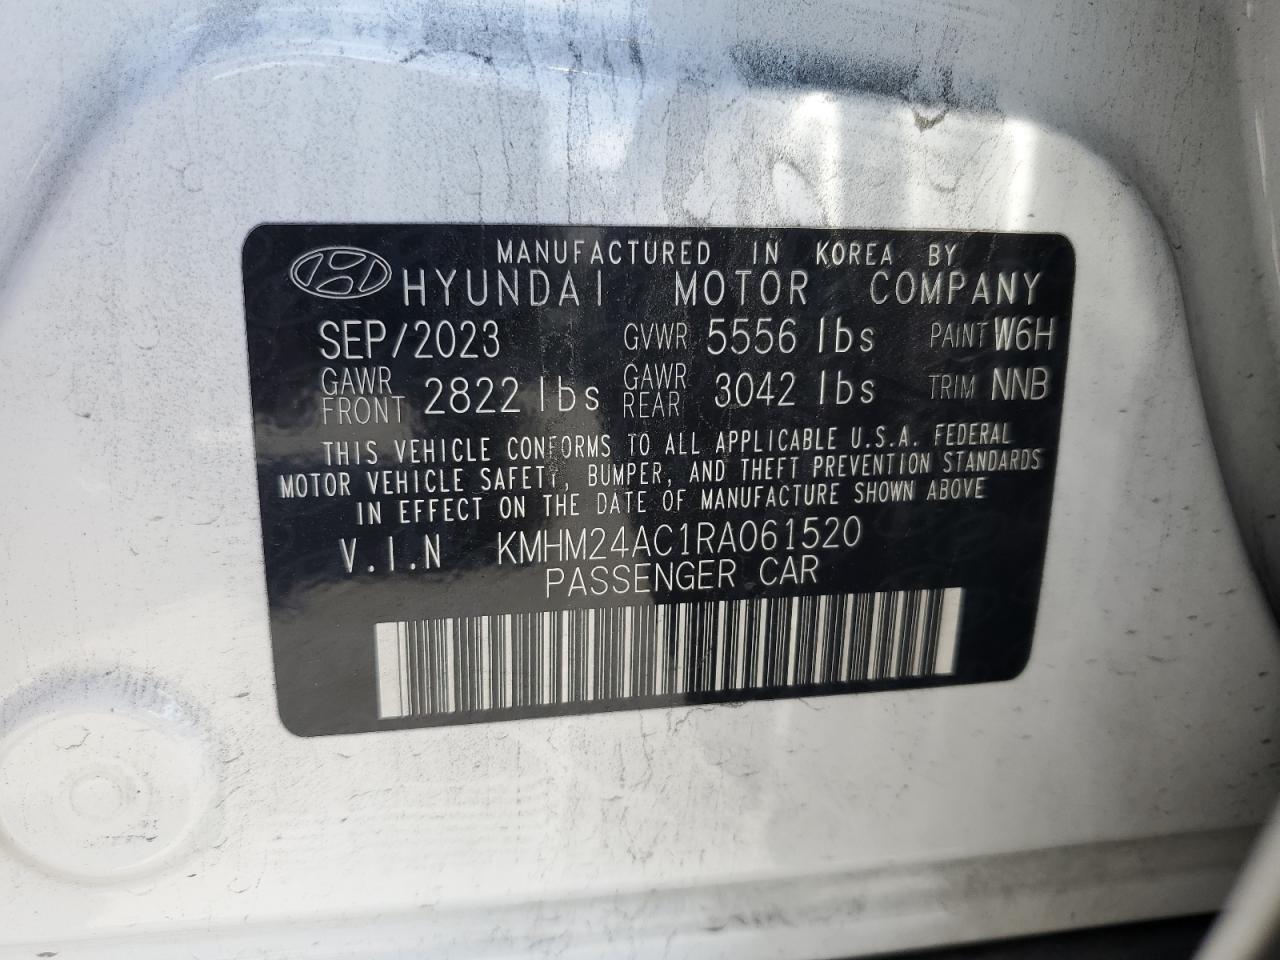 MANUFACTURED IN KOREA BY
HYUNDAI MOTOR COMPANY
SEP/2023 GVWR 5556 lbs PAINT W6H
GAWR FRONT 2822 lbs GAWR REAR 3042 lbs TRIM NNB
THIS VEHICLE CONFORMS TO ALL APPLICABLE U.S.A. FEDERAL
MOTOR VEHICLE SAFETY, BUMPER, AND THEFT PREVENTION STANDARDS
IN EFFECT ON THE DATE OF MANUFACTURE SHOWN ABOVE
V.I.N KMHM24AC1RA061520
PASSENGER CAR